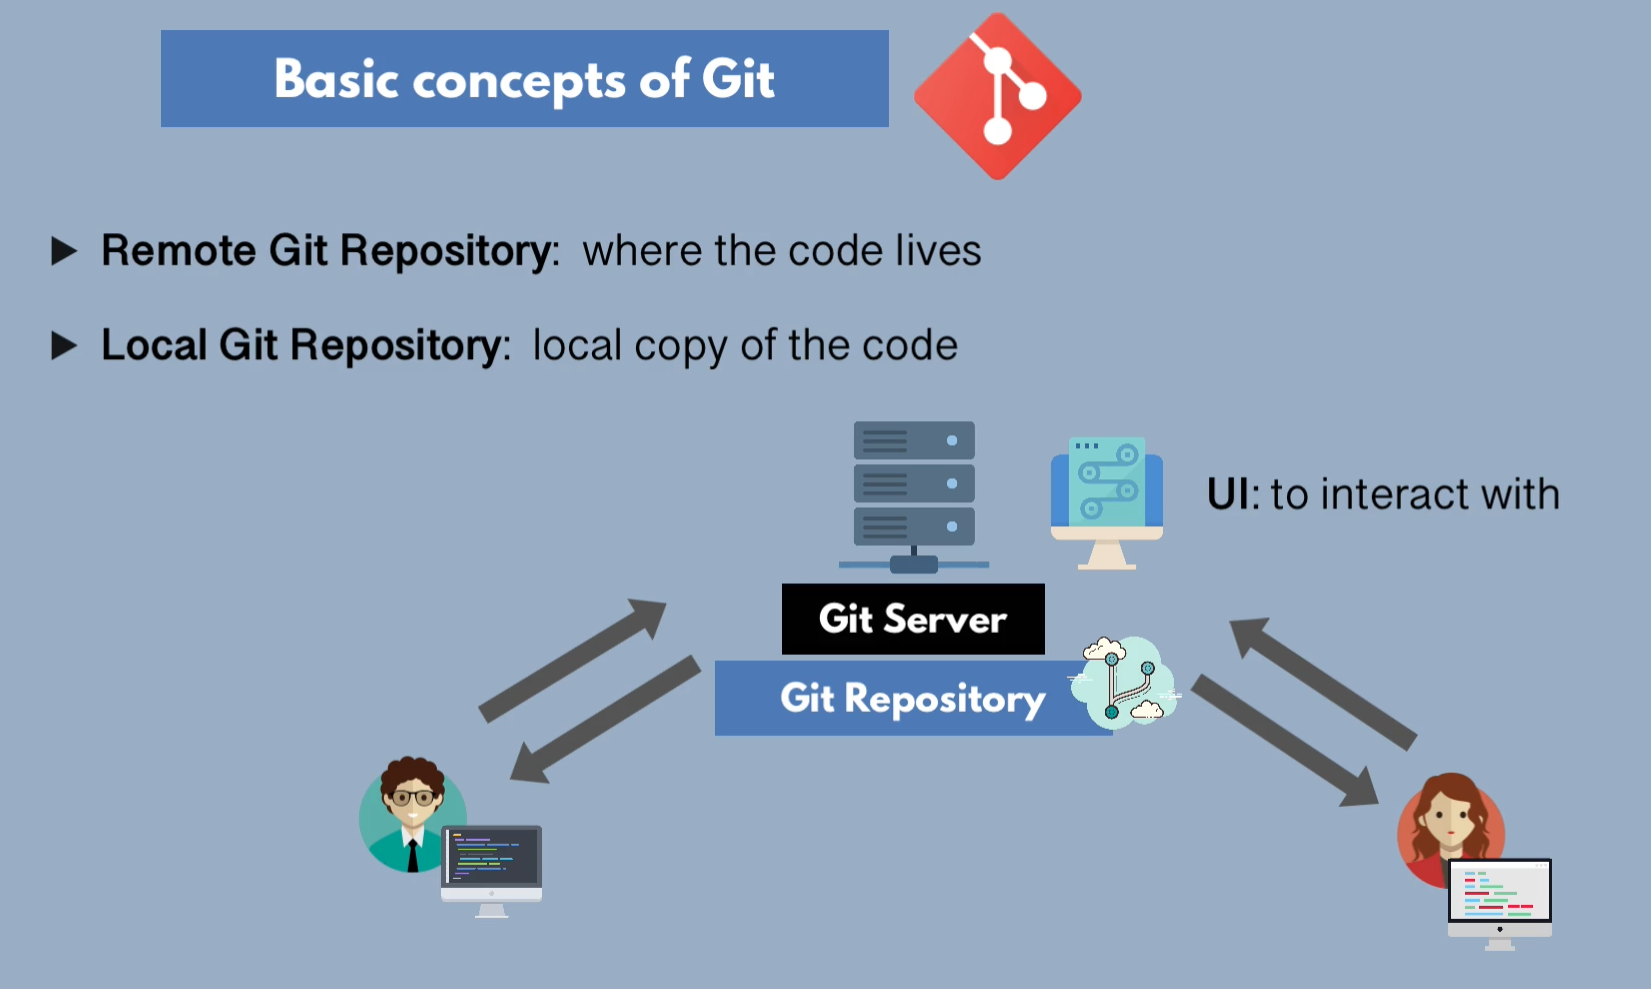 Basic concepts of Git
Remote Git Repository: where the code lives
Local Git Repository: local copy of the code
UI: to interact with
Git Server
Git Repository